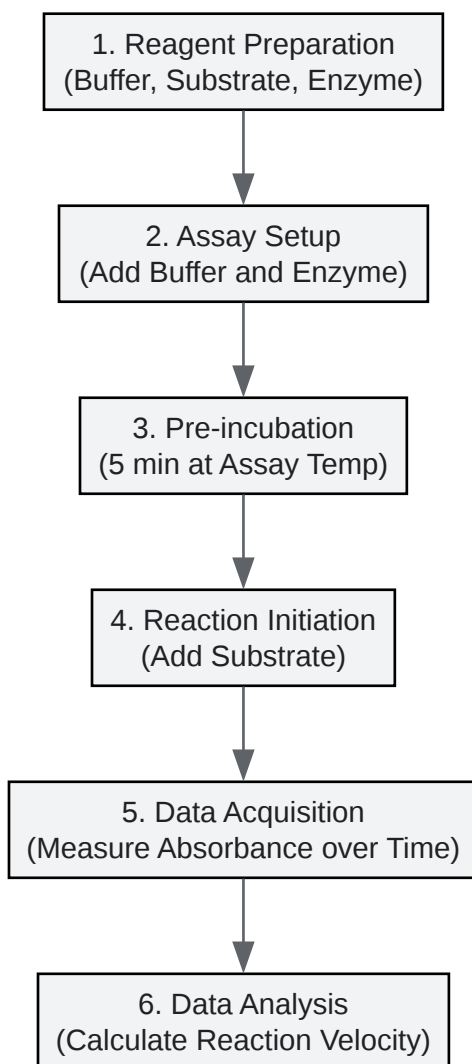 1. Reagent Preparation
(Buffer, Substrate, Enzyme)
2. Assay Setup
(Add Buffer and Enzyme)
3. Pre-incubation
(5 min at Assay Temp)
4. Reaction Initiation
(Add Substrate)
5. Data Acquisition
(Measure Absorbance over Time)
6. Data Analysis
(Calculate Reaction Velocity)